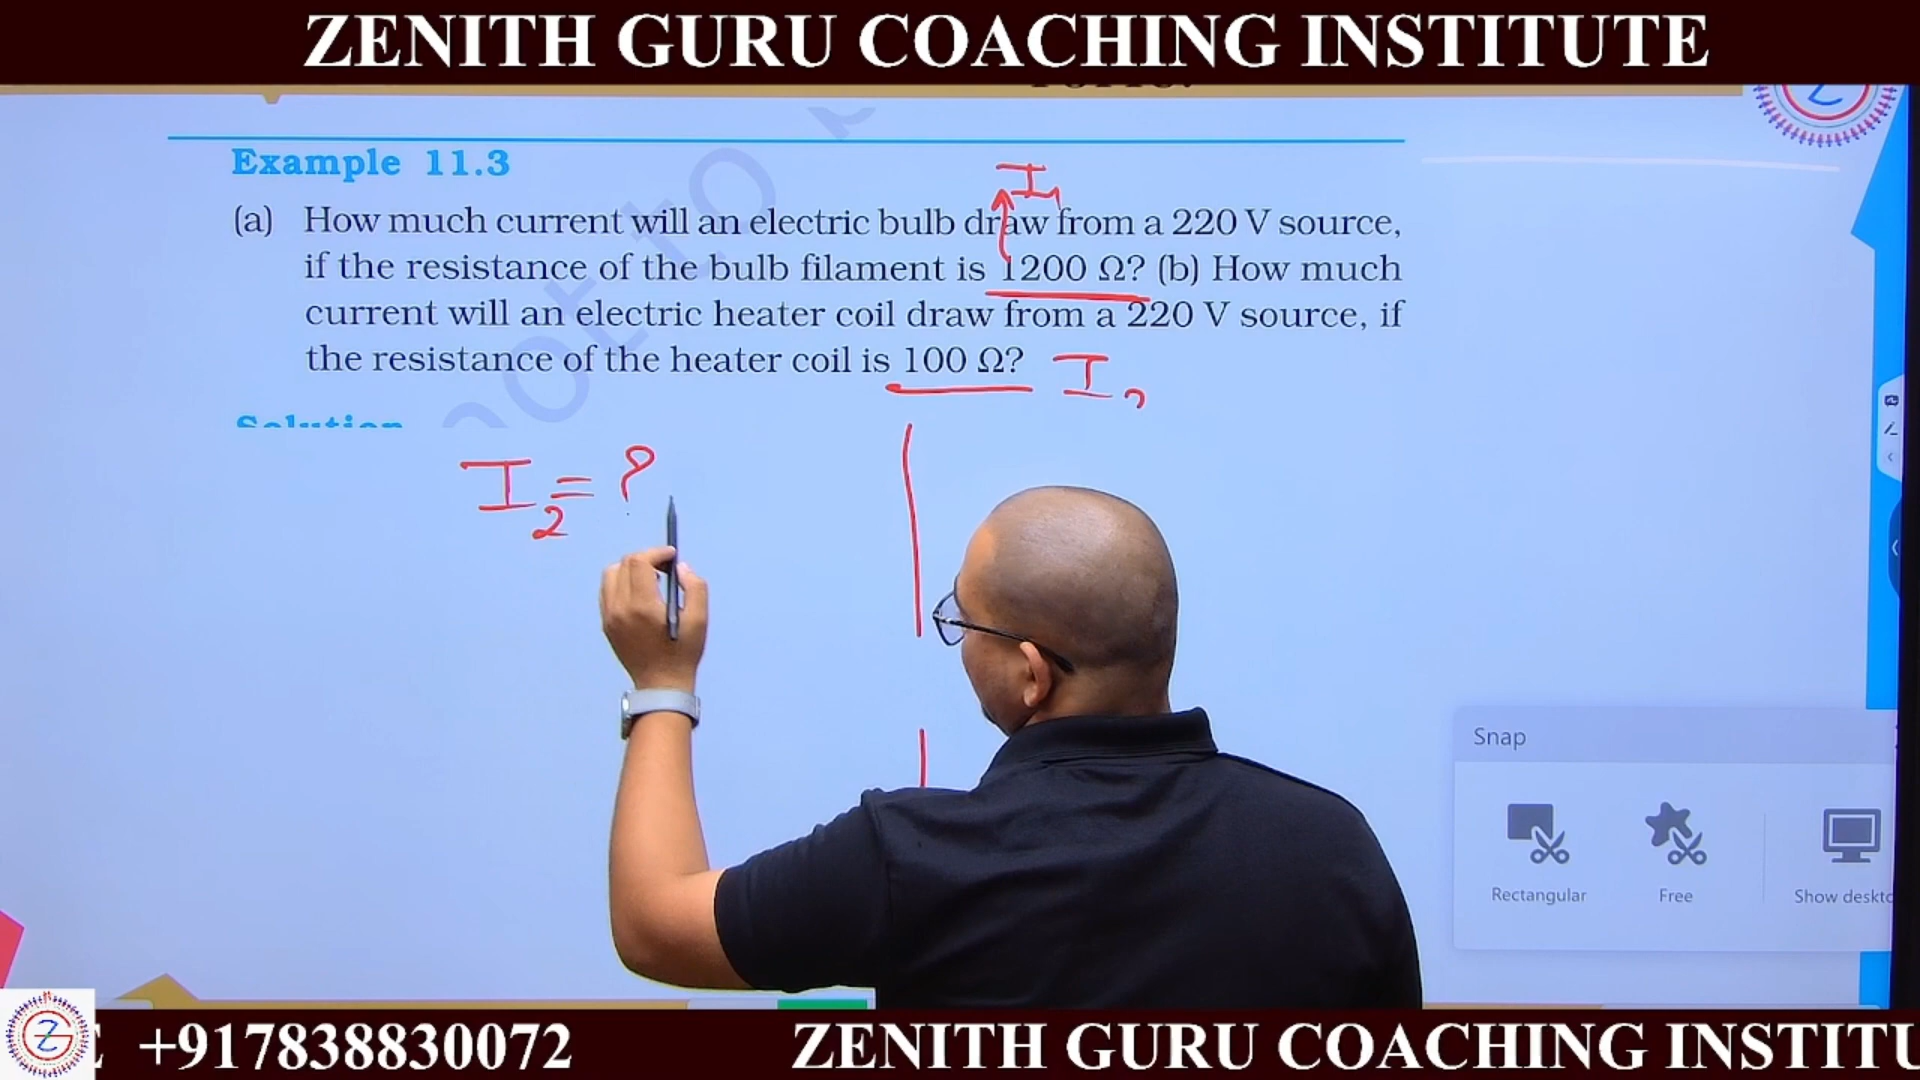 ZENITH GURU COACHING INSTITUTE
Example 11.3
I1
(a) How much current will an electric bulb draw from a 220 V source,
if the resistance of the bulb filament is 1200 Ω? (b) How much
current will an electric heater coil draw from a 220 V source, if
the resistance of the heater coil is 100 Ω? I2
Solution
I2 = ?
Snap
Rectangular
Free
Show deskto
+917838830072
ZENITH GURU COACHING INSTITU